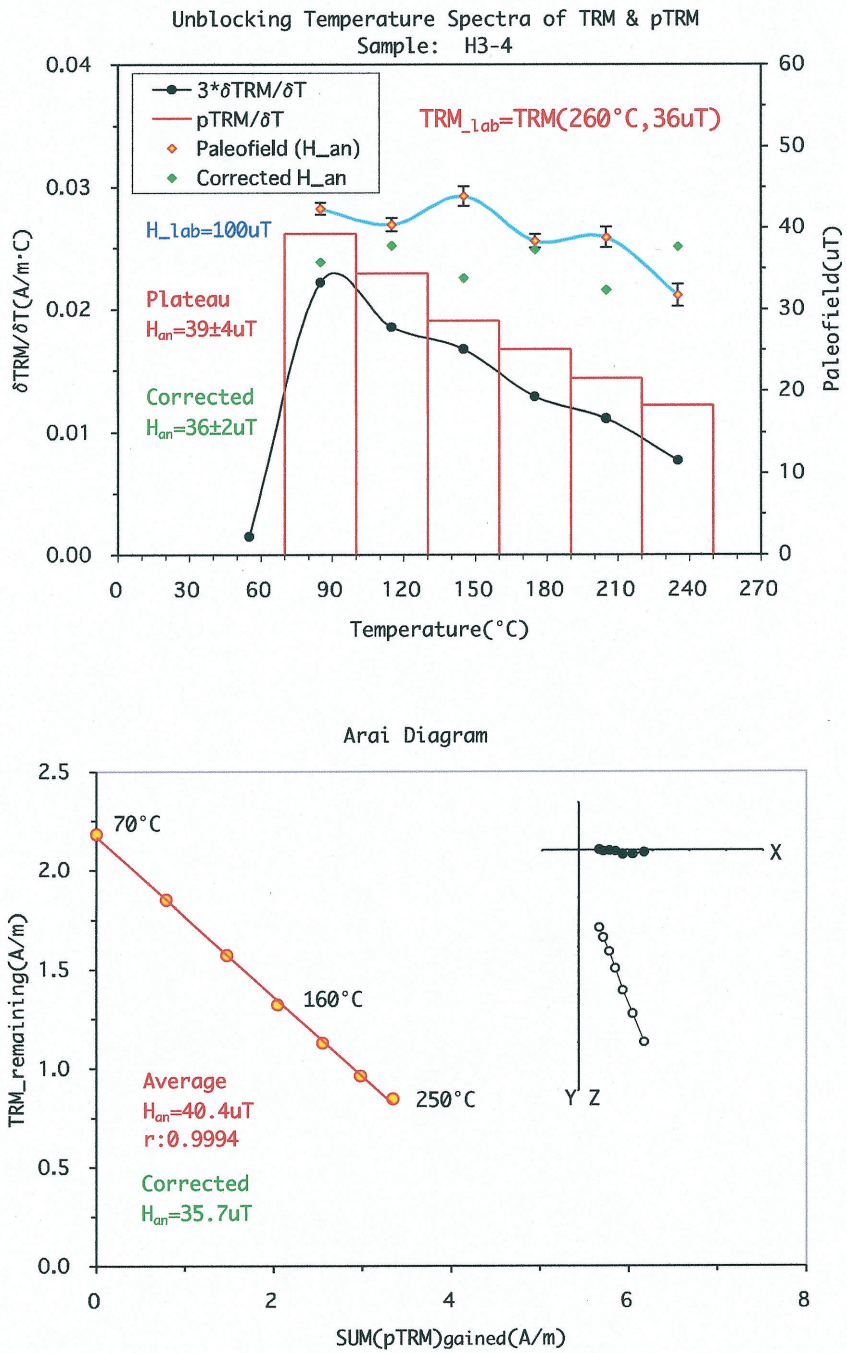 Unblocking Temperature Spectra of TRM & pTRM
Sample: H3-4
0.04
0.03
0.02
0.01
0.00
δTRM/δT(A/m·C)
3*δTRM/δT
pTRM/δT
Paleofield (H_an)
Corrected H_an
TRM_lab=TRM(260°C,36uT)
H_lab=100uT
Plateau
Han=39±4uT
Corrected
Han=36±2uT
60
50
40
30
20
10
0
Paleofield(uT)
0 30 60 90 120 150 180 210 240 270
Temperature(°C)
Arai Diagram
2.5
2.0
1.5
1.0
0.5
0.0
TRM_remaining(A/m)
70°C
160°C
250°C
X
Y Z
Average
Han=40.4uT
r:0.9994
Corrected
Han=35.7uT
0 2 4 6 8
SUM(pTRM)gained(A/m)